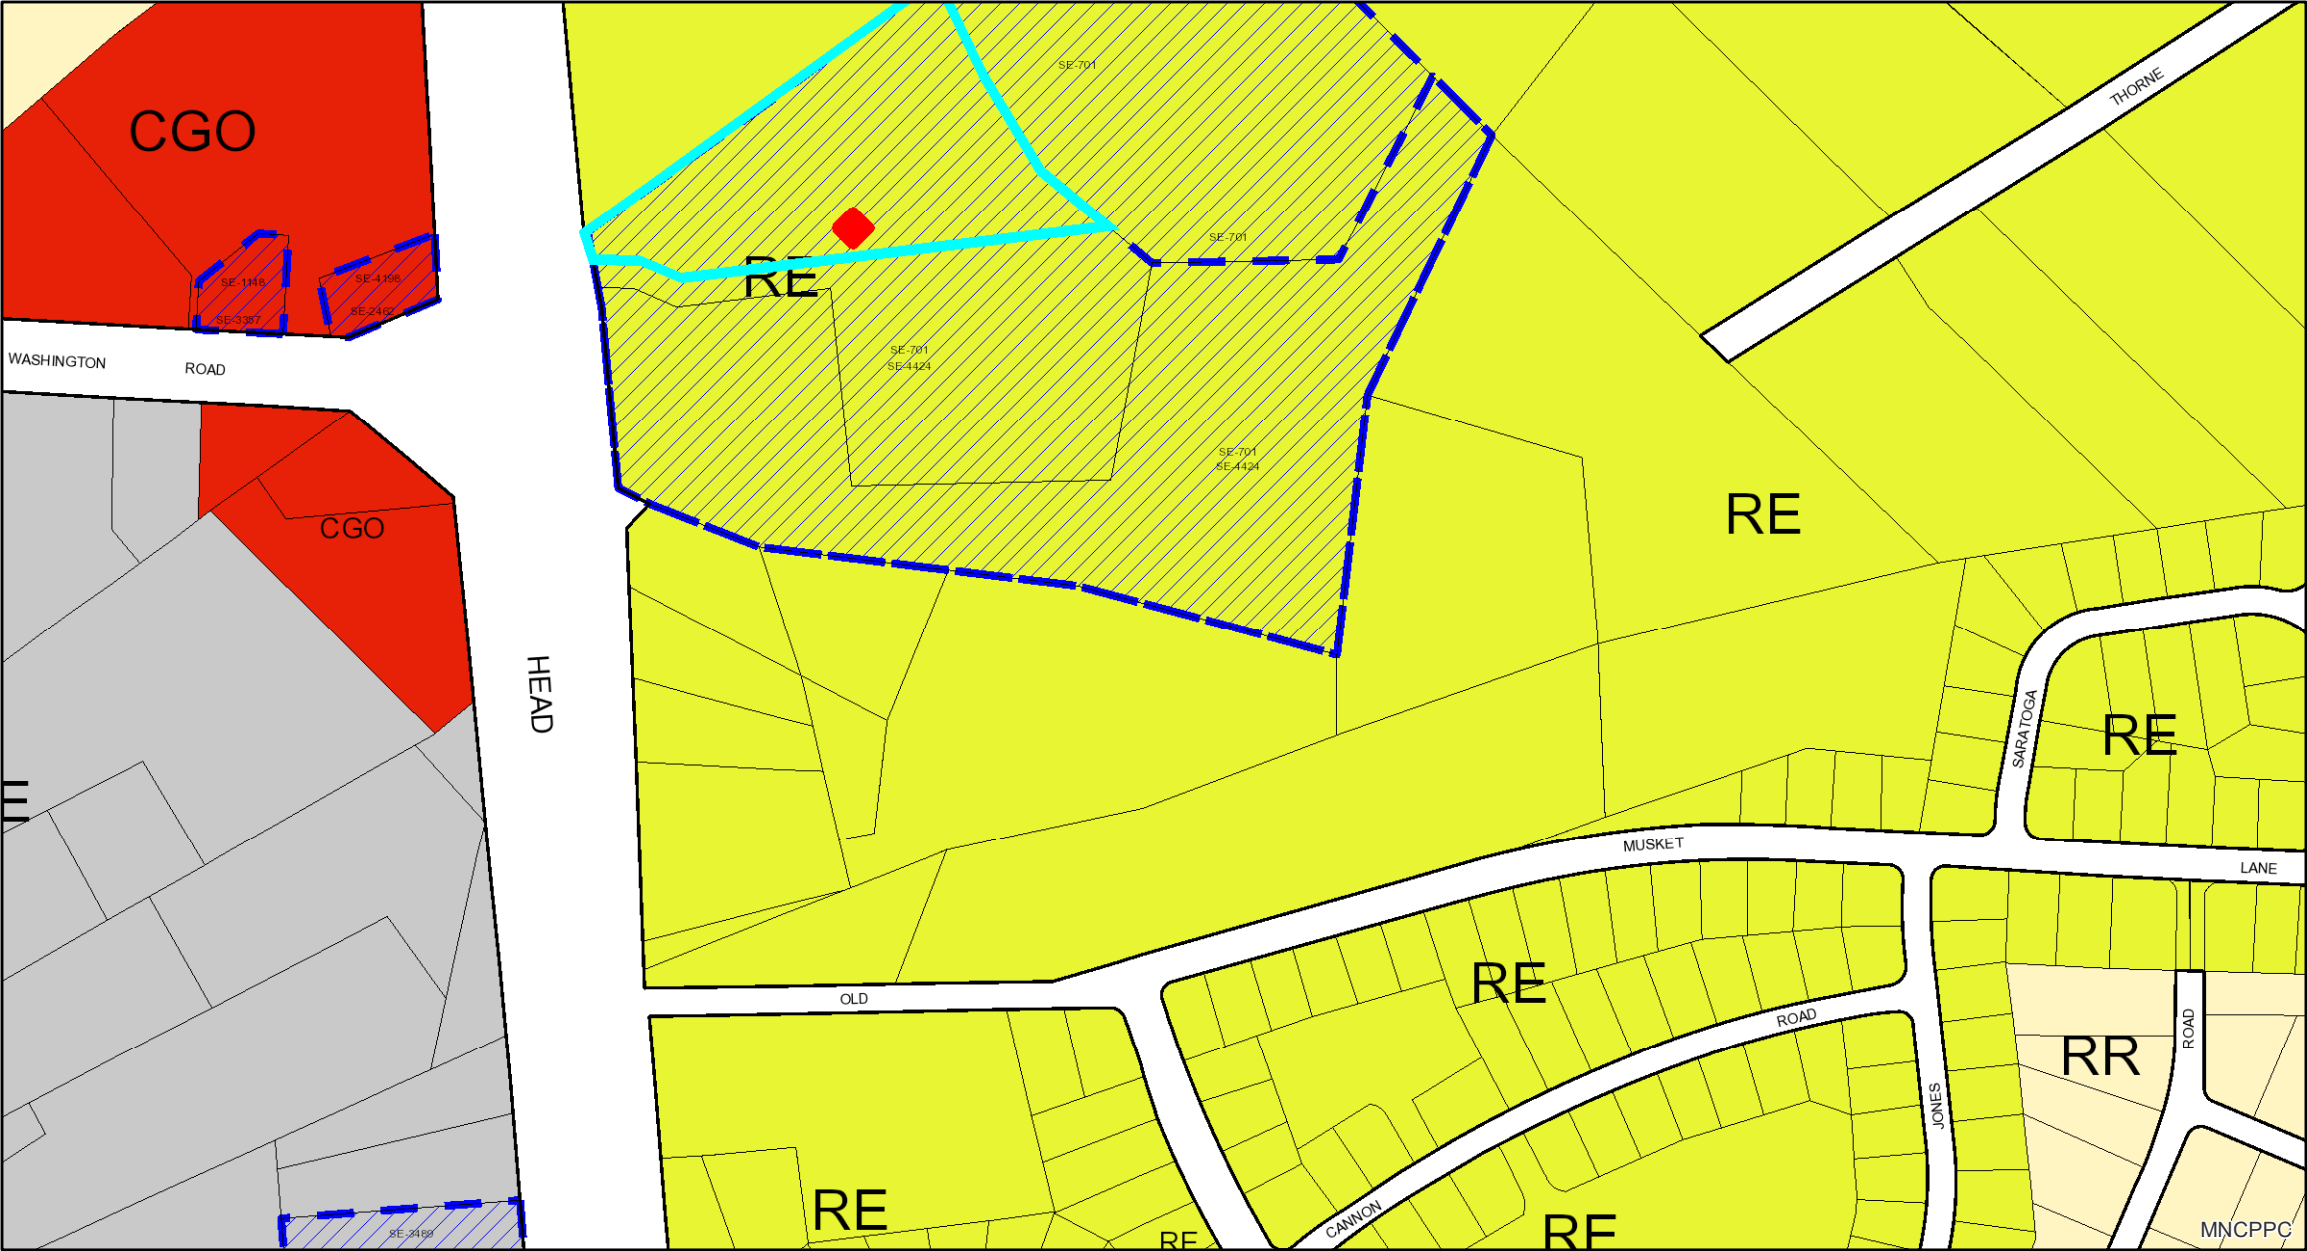 SE-701
THORNE
CGO
SE-701
RE
SE-1148
SE-4198
SE-2462
SE-3357
SE-701
SE-4424
WASHINGTON ROAD
SE-701
SE-4424
RE
CGO
HEAD
SARATOGA
RE
E
MUSKET
LANE
RE
OLD
ROAD
ROAD
RR
JONES
RE
CANNON
RE
RE
SE-3489
MNCPPC